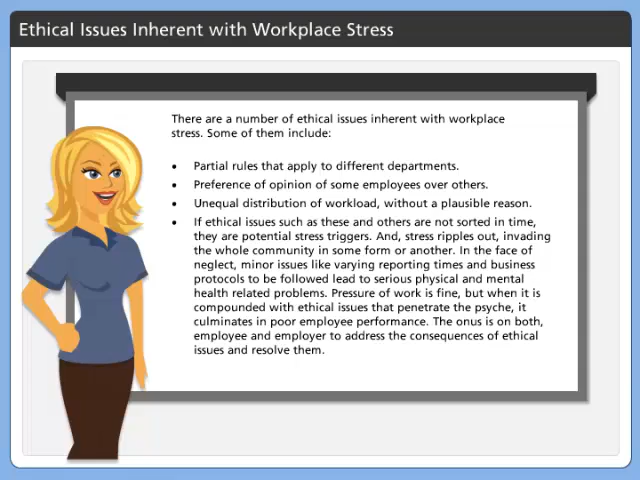 Ethical Issues Inherent with Workplace Stress
There are a number of ethical issues inherent with workplace
stress. Some of them include:
• Partial rules that apply to different departments.
• Preference of opinion of some employees over others.
• Unequal distribution of workload, without a plausible reason.
• If ethical issues such as these and others are not sorted in time,
they are potential stress triggers. And, stress ripples out, invading
the whole community in some form or another. In the face of
neglect, minor issues like varying reporting times and business
protocols to be followed lead to serious physical and mental
health related problems. Pressure of work is fine, but when it is
compounded with ethical issues that penetrate the psyche, it
culminates in poor employee performance. The onus is on both,
employee and employer to address the consequences of ethical
issues and resolve them.